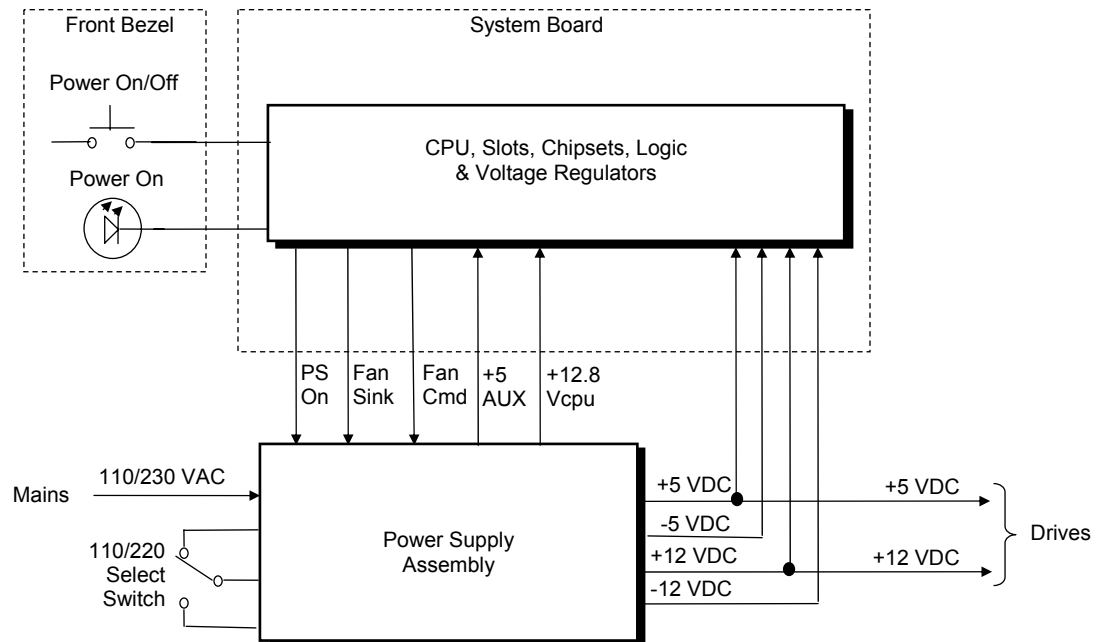 Front Bezel
System Board
Power On/Off
CPU, Slots, Chipsets, Logic
& Voltage Regulators
Power On
PS
On
Fan
Sink
Fan
Cmd
+5
AUX
+12.8
Vcpu
Mains
110/230 VAC
110/220
Select
Switch
Power Supply
Assembly
+5 VDC
-5 VDC
+12 VDC
-12 VDC
+5 VDC
+12 VDC
Drives